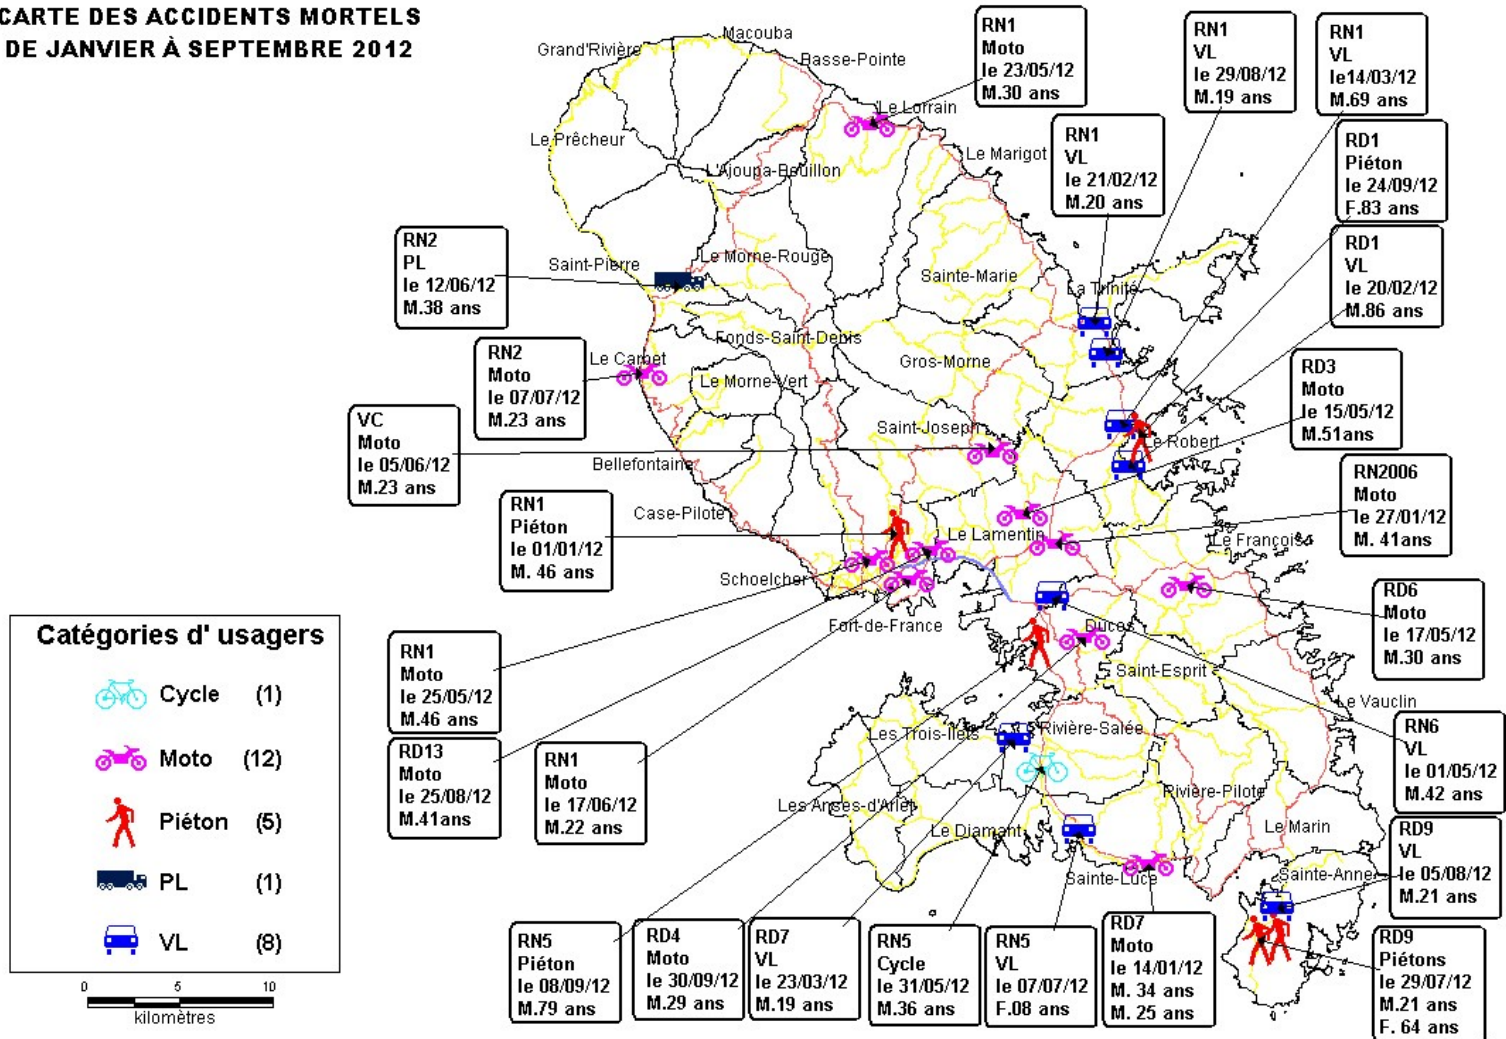 CARTE DES ACCIDENTS MORTELS
DE JANVIER À SEPTEMBRE 2012
Macouba
Grand'Rivière
Basse-Pointe
Le Lorrain
Le Prêcheur
Le Marigot
L'Ajoupa-Bouillon
Saint-Pierre
Le Morne-Rouge
Sainte-Marie
La Trinité
Fonds-Saint-Denis
Le Carbet
Gros-Morne
Le Morne-Vert
Saint-Joseph
Le Robert
Bellefontaine
Case-Pilote
Le Lamentin
Le François
Schoelcher
Fort-de-France
Ducos
Saint-Esprit
Le Vauclin
Les Trois-Ilets
Rivière-Salée
Les Anses-d'Arlet
Rivière-Pilote
Le Diamant
Le Marin
Sainte-Luce
Sainte-Anne
RN1
Moto
le 23/05/12
M.30 ans
RN1
VL
le 29/08/12
M.19 ans
RN1
VL
le14/03/12
M.69 ans
RN1
VL
le 21/02/12
M.20 ans
RD1
Piéton
le 24/09/12
F.83 ans
RD1
VL
le 20/02/12
M.86 ans
RN2
PL
le 12/06/12
M.38 ans
RN2
Moto
le 07/07/12
M.23 ans
RD3
Moto
le 15/05/12
M.51ans
VC
Moto
le 05/06/12
M.23 ans
RN2006
Moto
le 27/01/12
M. 41ans
RN1
Piéton
le 01/01/12
M. 46 ans
RD6
Moto
le 17/05/12
M.30 ans
RN1
Moto
le 25/05/12
M.46 ans
RD13
Moto
le 25/08/12
M.41ans
RN1
Moto
le 17/06/12
M.22 ans
RN6
VL
le 01/05/12
M.42 ans
RD9
VL
le 05/08/12
M.21 ans
RN5
Piéton
le 08/09/12
M.79 ans
RD4
Moto
le 30/09/12
M.29 ans
RD7
VL
le 23/03/12
M.19 ans
RN5
Cycle
le 31/05/12
M.36 ans
RN5
VL
le 07/07/12
F.08 ans
RD7
Moto
le 14/01/12
M. 34 ans
M. 25 ans
RD9
Piétons
le 29/07/12
M.21 ans
F. 64 ans
Catégories d' usagers
Cycle (1)
Moto (12)
Piéton (5)
PL (1)
VL (8)
0 5 10
kilomètres